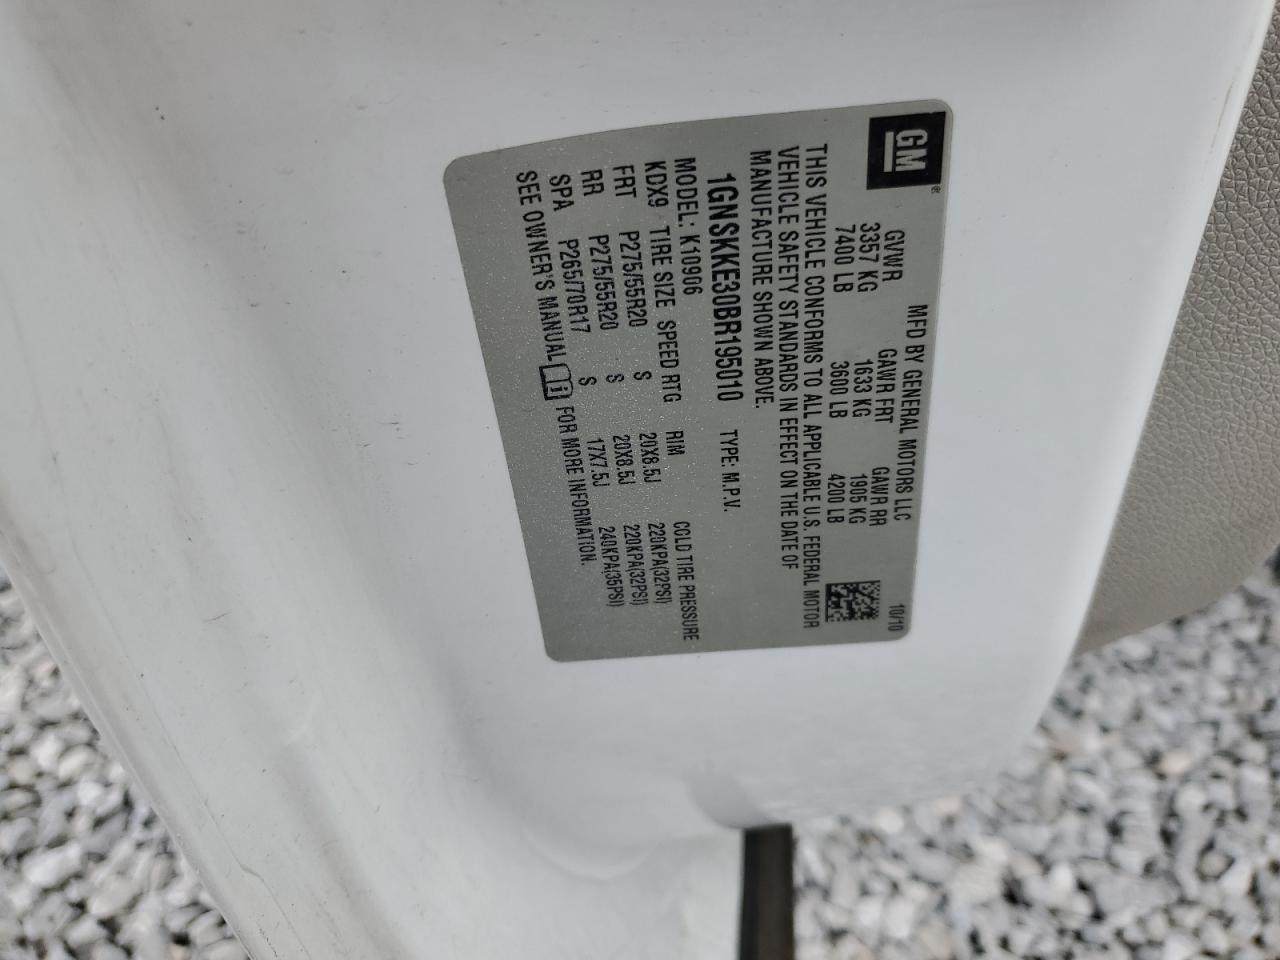 GM
MFD BY GENERAL MOTORS LLC 10/10
GVWR GAWR FRT GAWR RR
3357 KG 1633 KG 1905 KG
7400 LB 3600 LB 4200 LB
THIS VEHICLE CONFORMS TO ALL APPLICABLE U.S. FEDERAL MOTOR
VEHICLE SAFETY STANDARDS IN EFFECT ON THE DATE OF
MANUFACTURE SHOWN ABOVE.
1GNSKKE30BR195010 TYPE: M.P.V.
MODEL: K10906
KDX9 TIRE SIZE SPEED RTG RIM COLD TIRE PRESSURE
FRT P275/55R20 S 20X8.5J 220KPA(32PSI)
RR P275/55R20 S 20X8.5J 220KPA(32PSI)
SPA P265/70R17 S 17X7.5J 240KPA(35PSI)
SEE OWNER'S MANUAL FOR MORE INFORMATION.